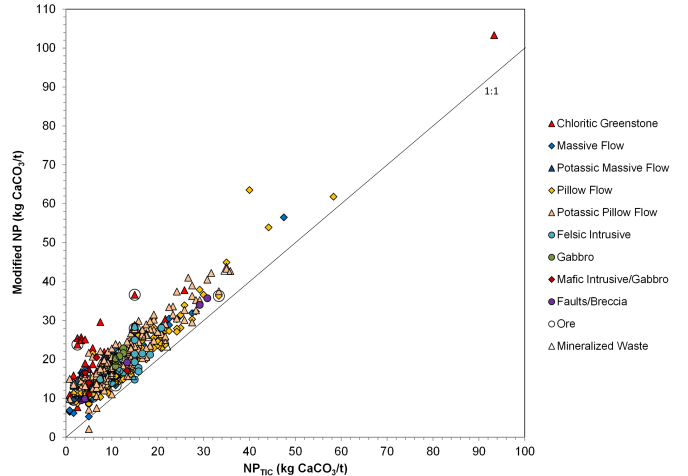 110
100
90
80
70
60
50
40
30
20
10
0
Modified NP (kg CaCO3/t)
1:1
0 10 20 30 40 50 60 70 80 90 100
NPTIC (kg CaCO3/t)
Chloritic Greenstone
Massive Flow
Potassic Massive Flow
Pillow Flow
Potassic Pillow Flow
Felsic Intrusive
Gabbro
Mafic Intrusive/Gabbro
Faults/Breccia
Ore
Mineralized Waste